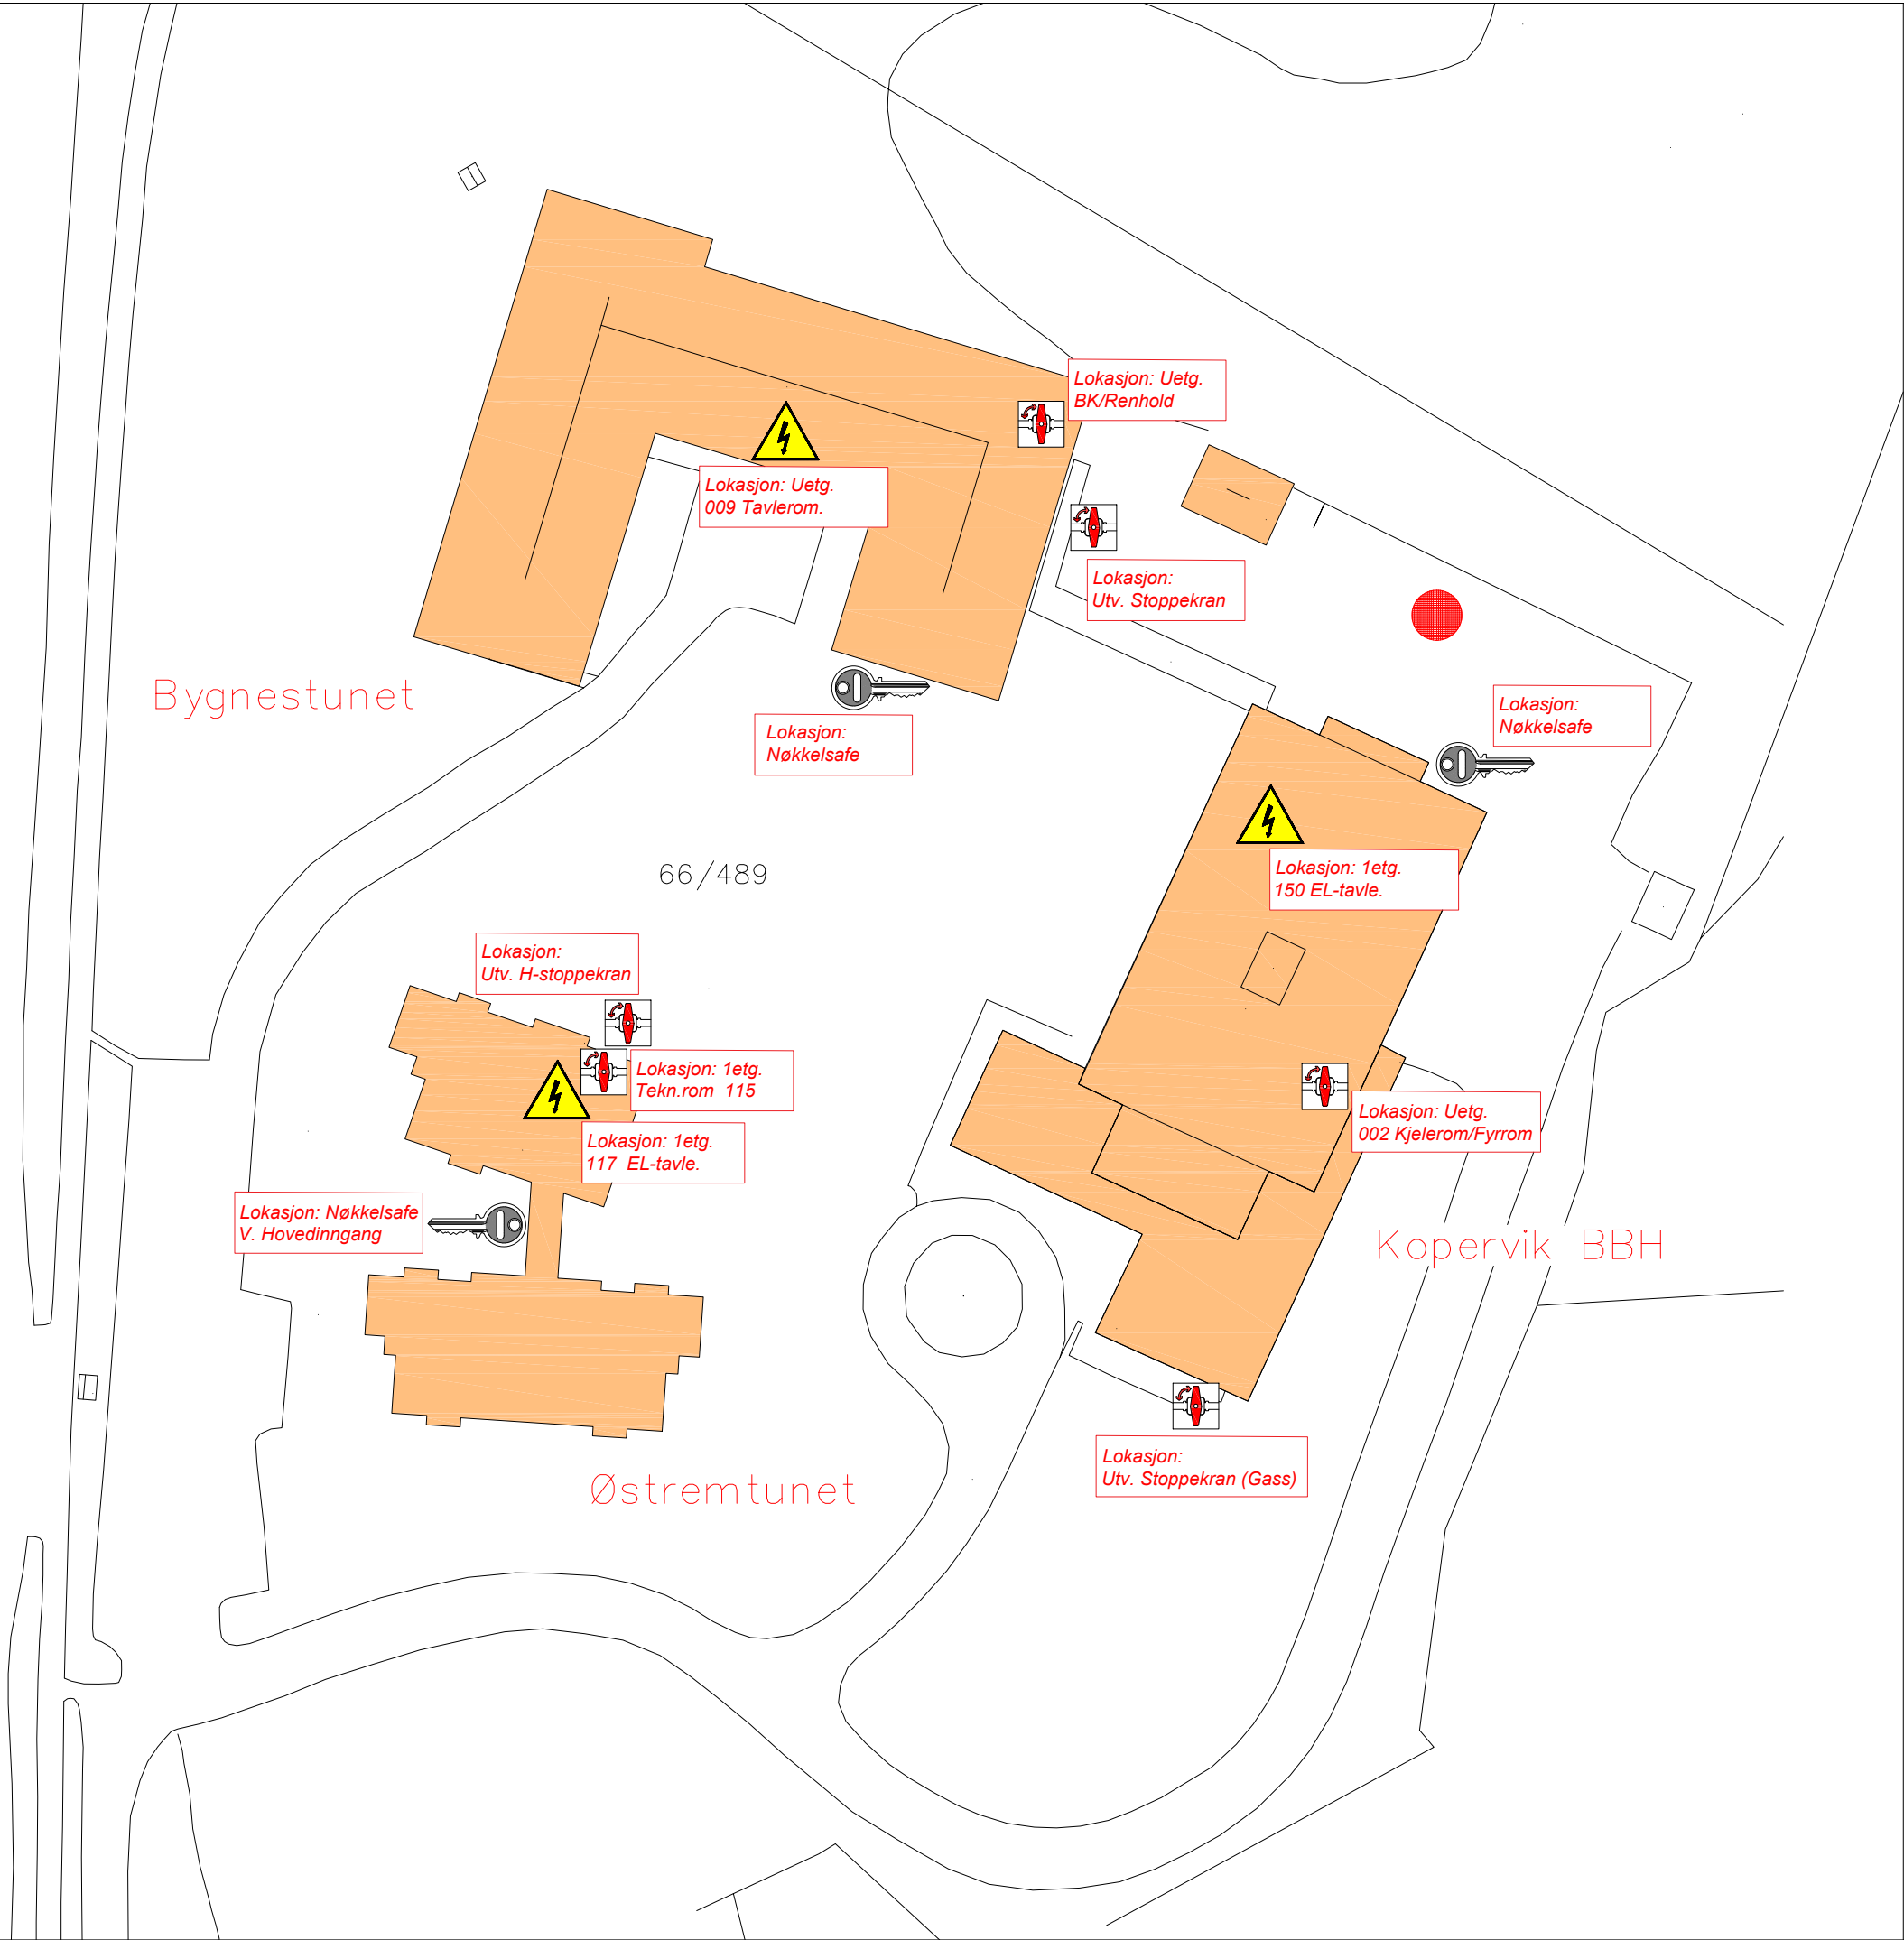 Lokasjon: Uetg.
BK/Renhold
Lokasjon: Uetg.
009 Tavlerom.
Lokasjon:
Utv. Stoppekran
Bygnestunet
Lokasjon:
Nøkkelsafe
Lokasjon:
Nøkkelsafe
66/489
Lokasjon: 1etg.
150 EL-tavle.
Lokasjon:
Utv. H-stoppekran
Lokasjon: 1etg.
Tekn.rom 115
Lokasjon: Uetg.
002 Kjelerom/Fyrrom
Lokasjon: 1etg.
117 EL-tavle.
Lokasjon: Nøkkelsafe
V. Hovedinngang
Kopervik BBH
Østremtunet
Lokasjon:
Utv. Stoppekran (Gass)